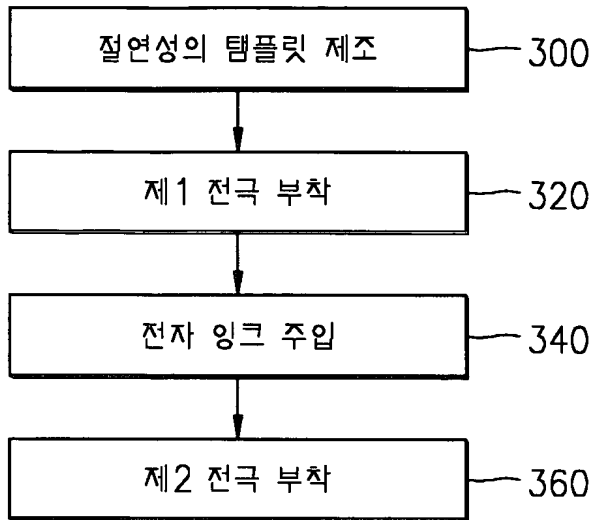 절연성의 탬플릿 제조 300
제1 전극 부착 320
전자 잉크 주입 340
제2 전극 부착 360